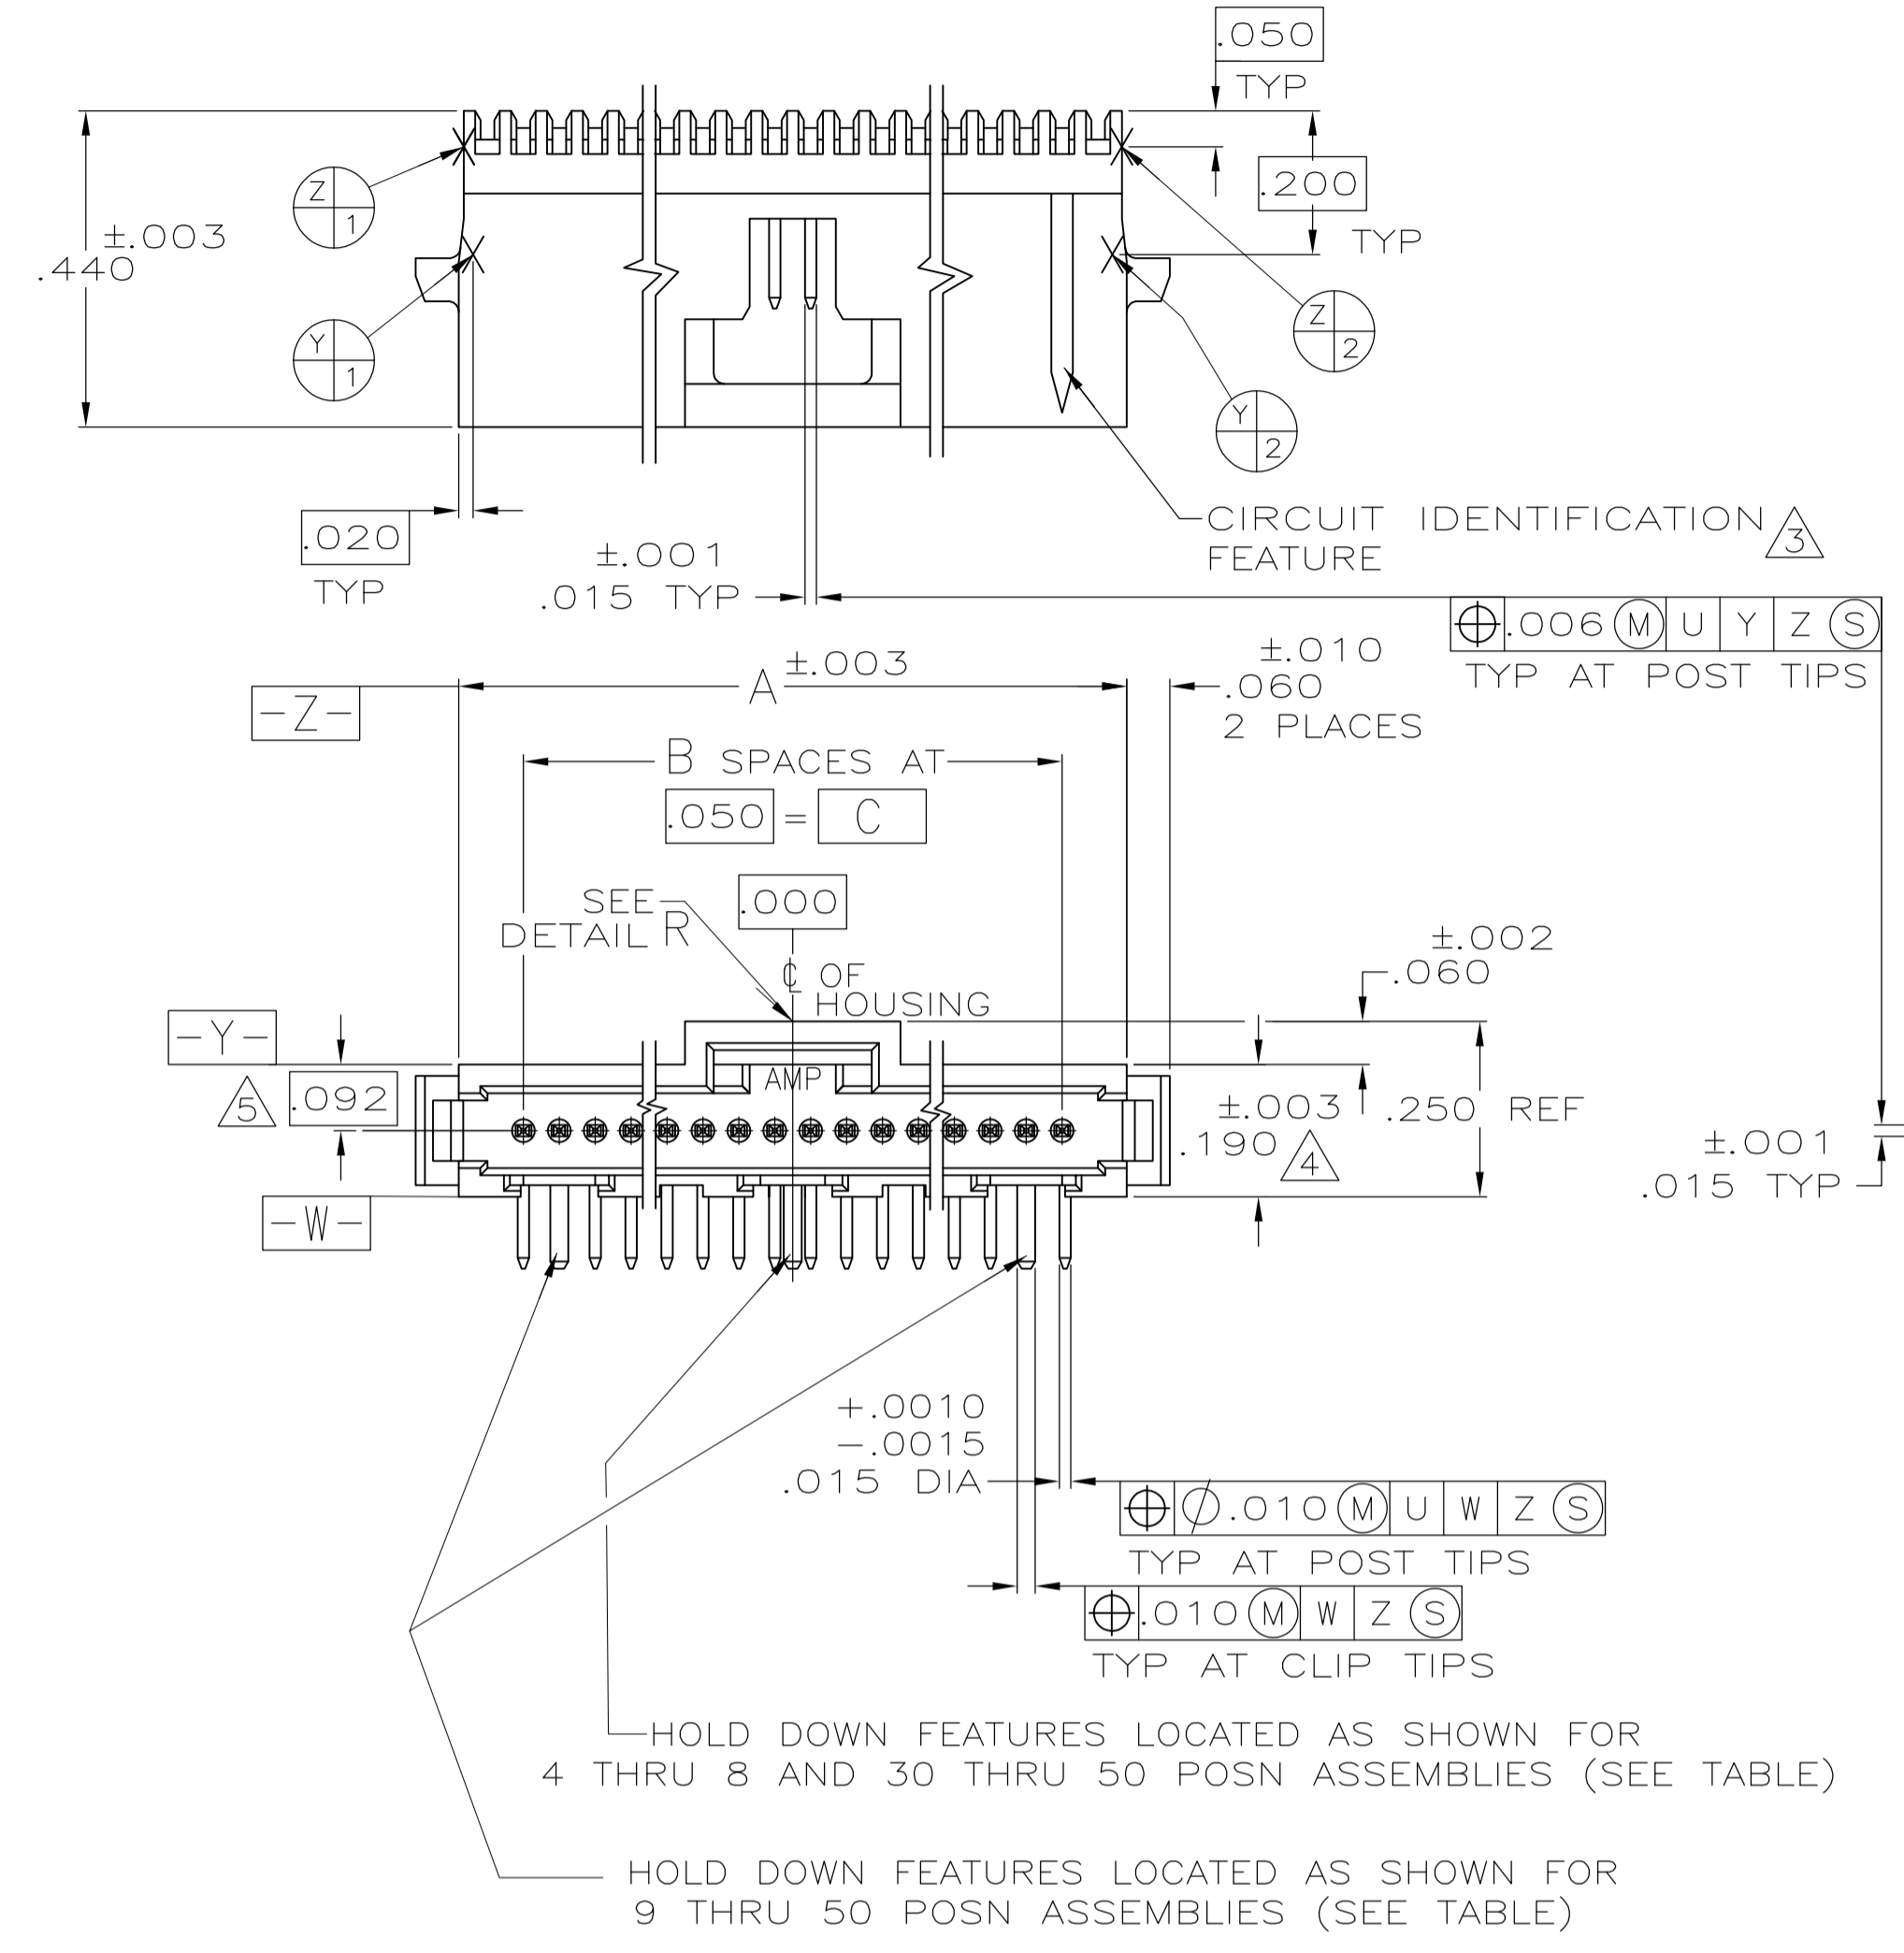 .050
TYP
.200
TYP
Z
1
±.003
.440
Y
1
Z
2
Y
2
.020
TYP
±.001
.015 TYP
CIRCUIT IDENTIFICATION 3
FEATURE
⌖ .006 Ⓜ U Y Z Ⓢ
TYP AT POST TIPS
-Z-
A ±.003
±.010
.060
2 PLACES
B SPACES AT
.050 = C
SEE
DETAIL R
.000
℄ OF
HOUSING
±.002
.060
-Y-
5 .092
AMP
±.003
.190 4
.250 REF
±.001
.015 TYP
-W-
+.0010
-.0015
.015 DIA
⌖ ∅.010 Ⓜ U W Z Ⓢ
TYP AT POST TIPS
⌖ .010 Ⓜ W Z Ⓢ
TYP AT CLIP TIPS
HOLD DOWN FEATURES LOCATED AS SHOWN FOR
4 THRU 8 AND 30 THRU 50 POSN ASSEMBLIES (SEE TABLE)
HOLD DOWN FEATURES LOCATED AS SHOWN FOR
9 THRU 50 POSN ASSEMBLIES (SEE TABLE)